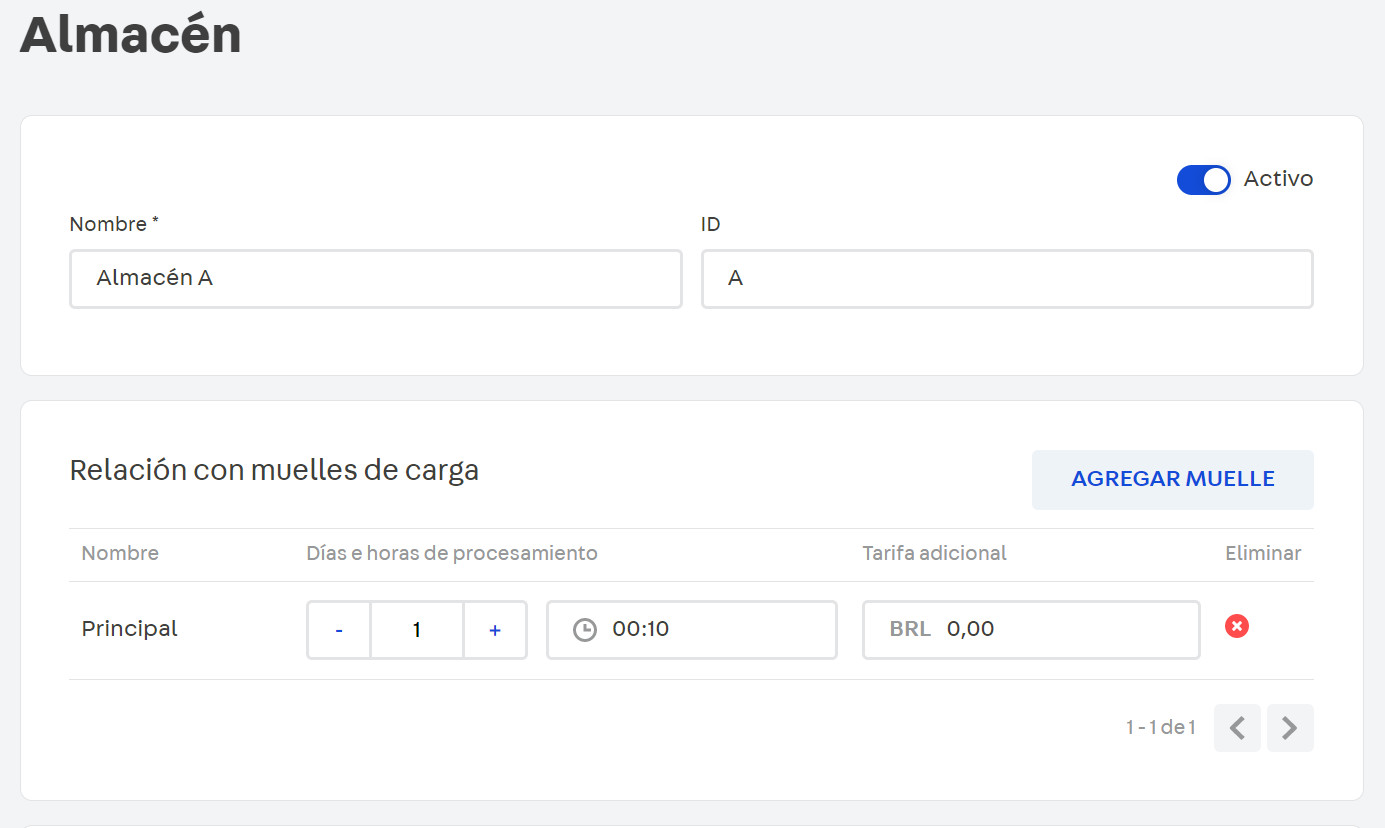 Almacén
Activo
Nombre * ID
Almacén A A
Relación con muelles de carga AGREGAR MUELLE
Nombre Días e horas de procesamiento Tarifa adicional Eliminar
Principal - 1 + 00:10 BRL 0,00
1 - 1 de 1